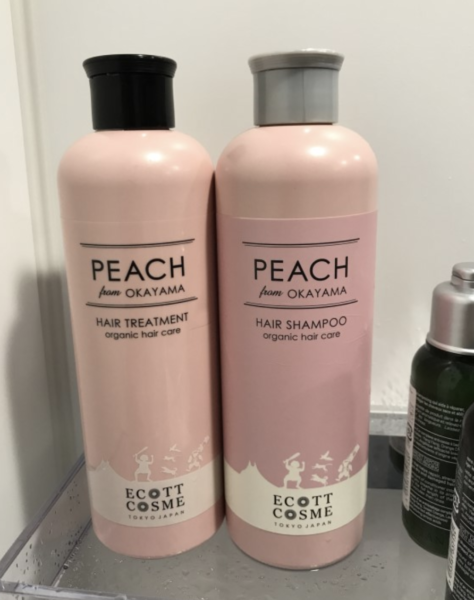 PEACH
from OKAYAMA
HAIR TREATMENT
organic hair care
ECOTT
COSME
TOKYO JAPAN
PEACH
from OKAYAMA
HAIR SHAMPOO
organic hair care
ECOTT
COSME
TOKYO JAPAN